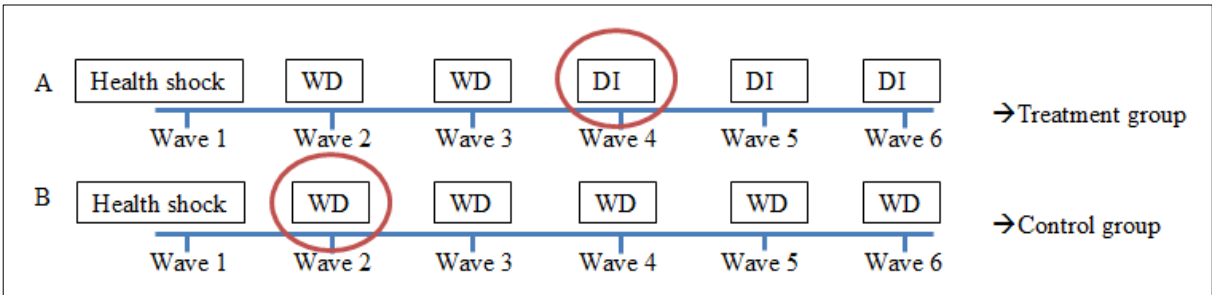 A Health shock WD WD DI DI DI
Wave 1 Wave 2 Wave 3 Wave 4 Wave 5 Wave 6
→Treatment group
B Health shock WD WD WD WD WD
Wave 1 Wave 2 Wave 3 Wave 4 Wave 5 Wave 6
→Control group